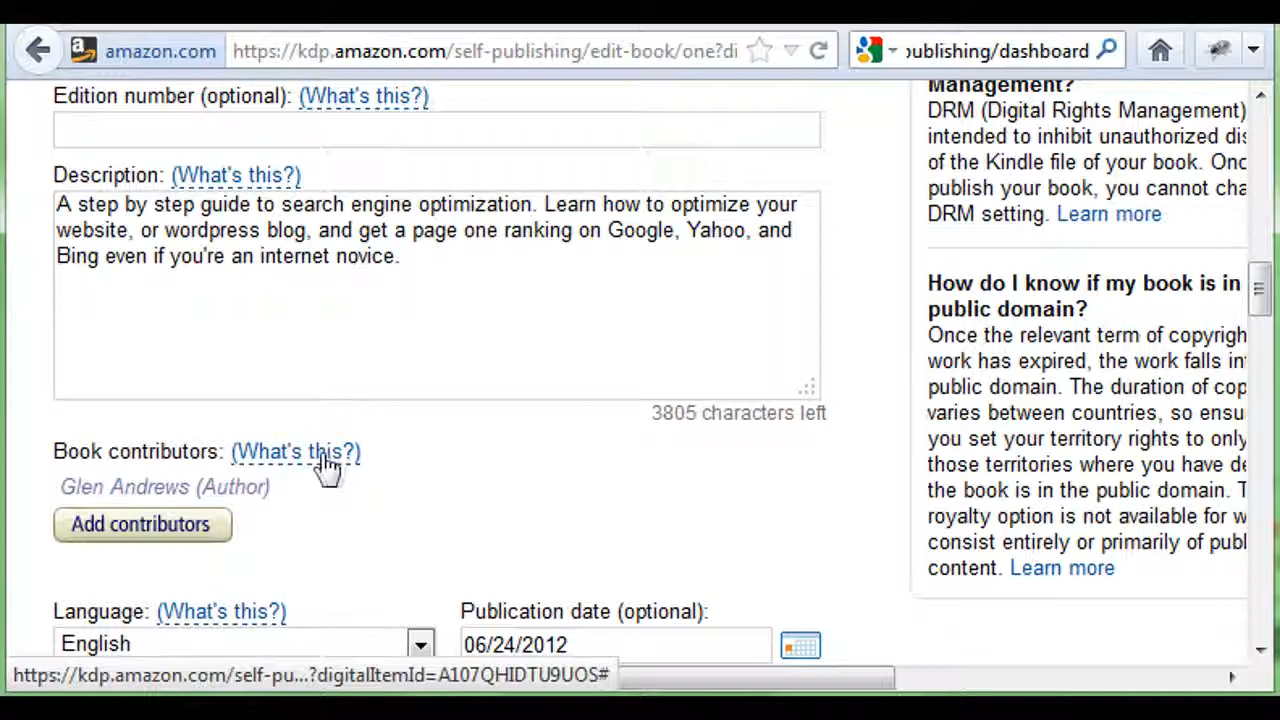 amazon.com https://kdp.amazon.com/self-publishing/edit-book/one?di publishing/dashboard
Edition number (optional): (What's this?)
Description: (What's this?)
A step by step guide to search engine optimization. Learn how to optimize your
website, or wordpress blog, and get a page one ranking on Google, Yahoo, and
Bing even if you're an internet novice.
3805 characters left
Book contributors: (What's this?)
Glen Andrews (Author)
Add contributors
Language: (What's this?)
English
Publication date (optional):
06/24/2012
https://kdp.amazon.com/self-pu...?digitalItemId=A107QHIDTU9UOS#
Management?
DRM (Digital Rights Management)
intended to inhibit unauthorized dis
of the Kindle file of your book. Onc
publish your book, you cannot cha
DRM setting. Learn more
How do I know if my book is in
public domain?
Once the relevant term of copyrigh
work has expired, the work falls in
public domain. The duration of cop
varies between countries, so ensu
you set your territory rights to only
those territories where you have de
the book is in the public domain. T
royalty option is not available for w
consist entirely or primarily of publ
content. Learn more